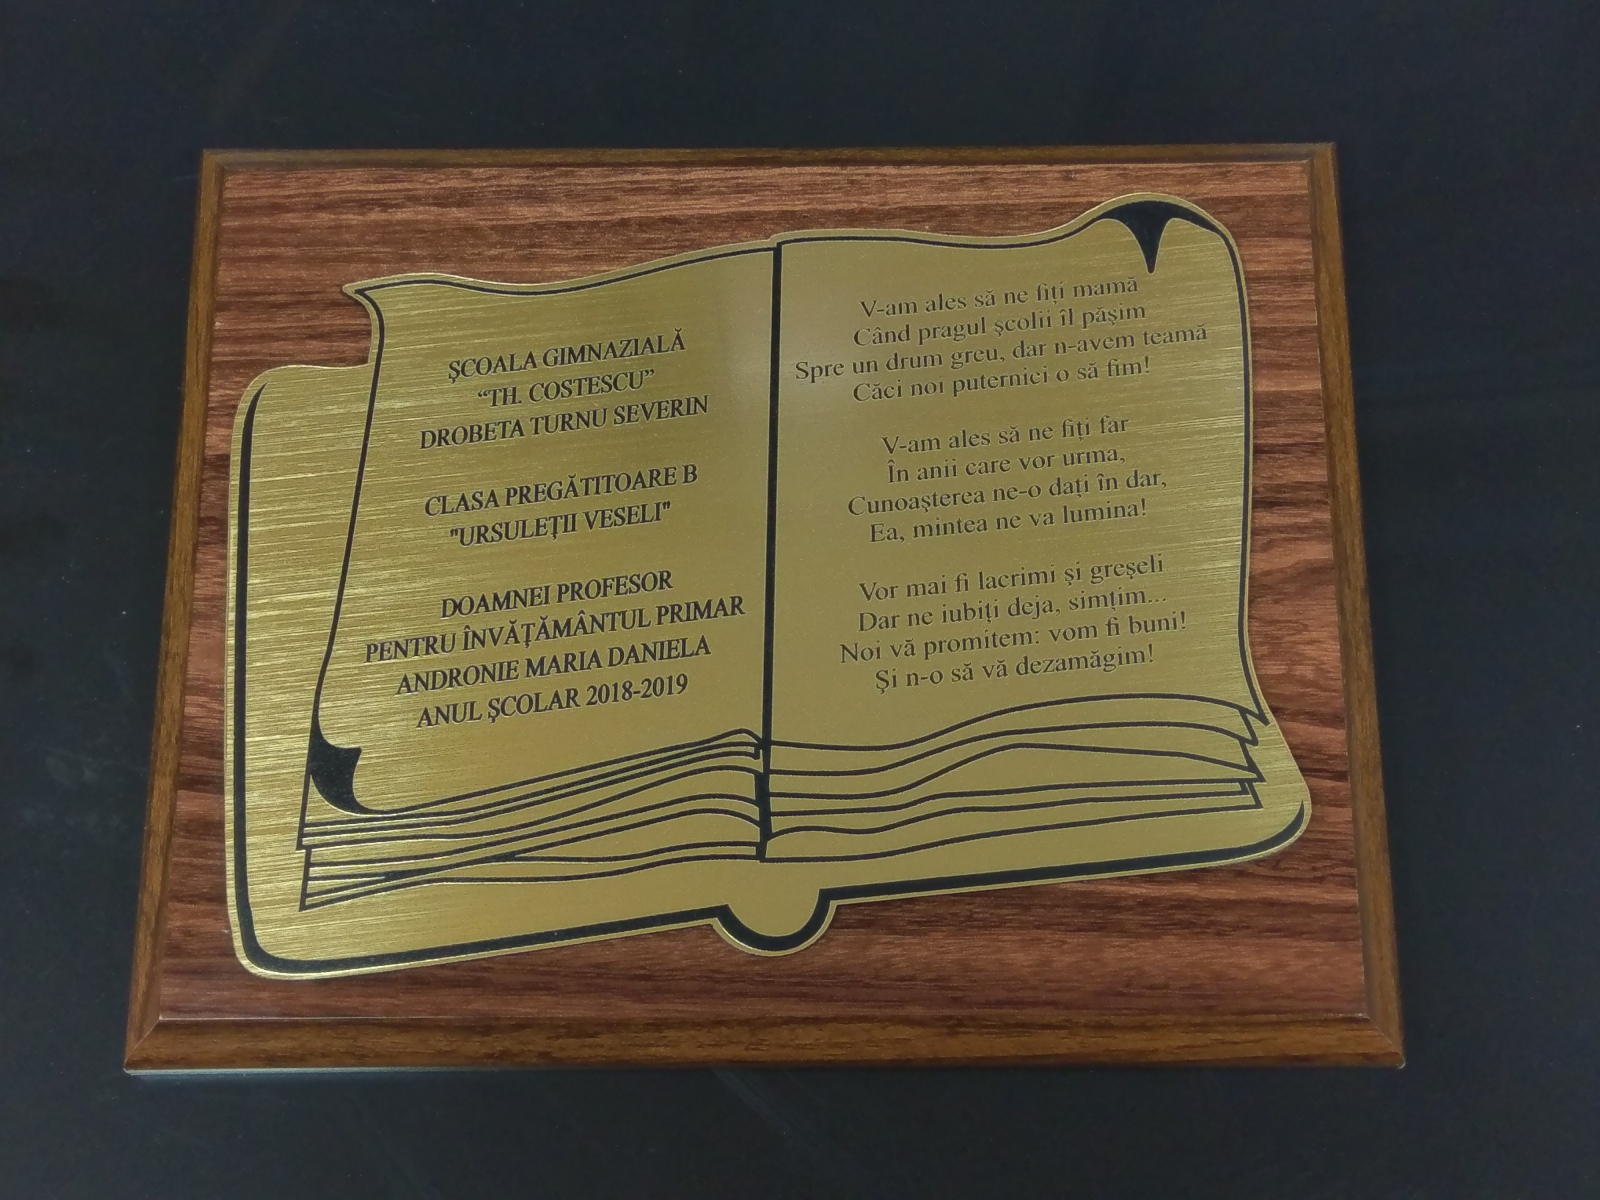 ŞCOALA GIMNAZIALĂ
“TH. COSTESCU”
DROBETA TURNU SEVERIN
CLASA PREGĂTITOARE B
"URSULEŢII VESELI"
DOAMNEI PROFESOR
PENTRU ÎNVĂŢĂMÂNTUL PRIMAR
ANDRONIE MARIA DANIELA
ANUL ŞCOLAR 2018-2019
V-am ales să ne fiţi mamă
Când pragul şcolii îl păşim
Spre un drum greu, dar n-avem teamă
Căci noi puternici o să fim!
V-am ales să ne fiţi far
În anii care vor urma,
Cunoaşterea ne-o daţi în dar,
Ea, mintea ne va lumina!
Vor mai fi lacrimi şi greşeli
Dar ne iubiţi deja, simţim...
Noi vă promitem: vom fi buni!
Şi n-o să vă dezamăgim!